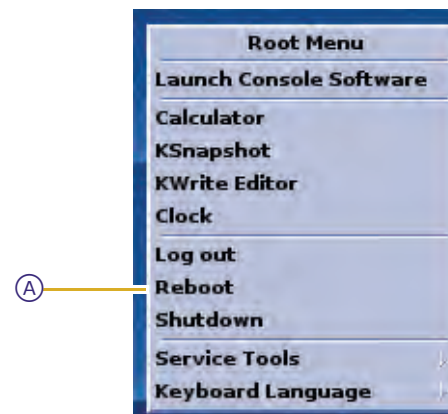 Root Menu
Launch Console Software
Calculator
KSnapshot
KWrite Editor
Clock
Log out
A
Reboot
Shutdown
Service Tools
Keyboard Language